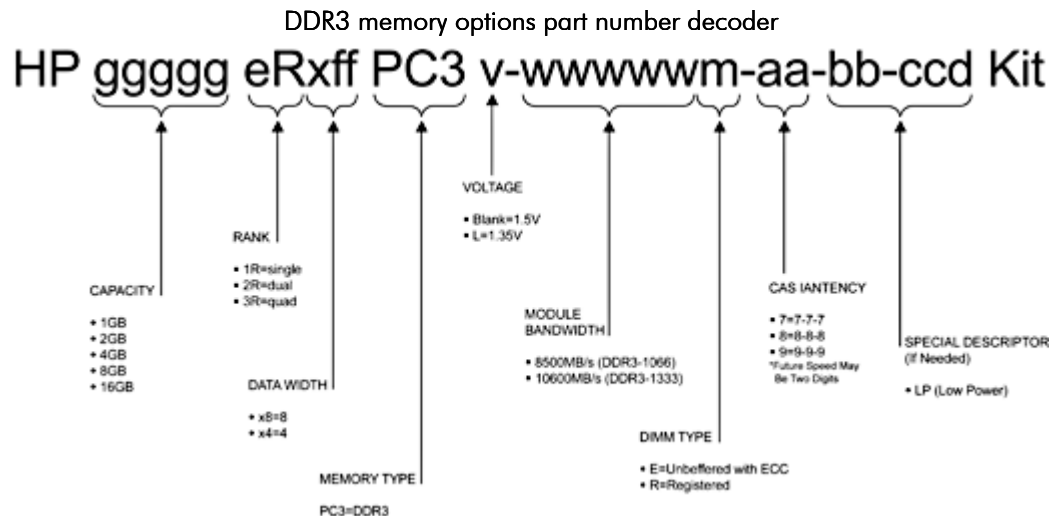 DDR3 memory options part number decoder
HP ggggg eRxff PC3 v-wwwwwm-aa-bb-ccd Kit
VOLTAGE
• Blank=1.5V
• L=1.35V
RANK
• 1R=single
• 2R=dual
• 3R=quad
CAPACITY
• 1GB
• 2GB
• 4GB
• 8GB
• 16GB
CAS IANTENCY
• 7=7-7-7
• 8=8-8-8
• 9=9-9-9
*Future Speed May
Be Two Digits
MODULE
BANDWIDTH
• 8500MB/s (DDR3-1066)
• 10600MB/s (DDR3-1333)
SPECIAL DESCRIPTOR
(If Needed)
• LP (Low Power)
DATA WIDTH
• x8=8
• x4=4
DIMM TYPE
• E=Unbeffered with ECC
• R=Registered
MEMORY TYPE
PC3=DDR3